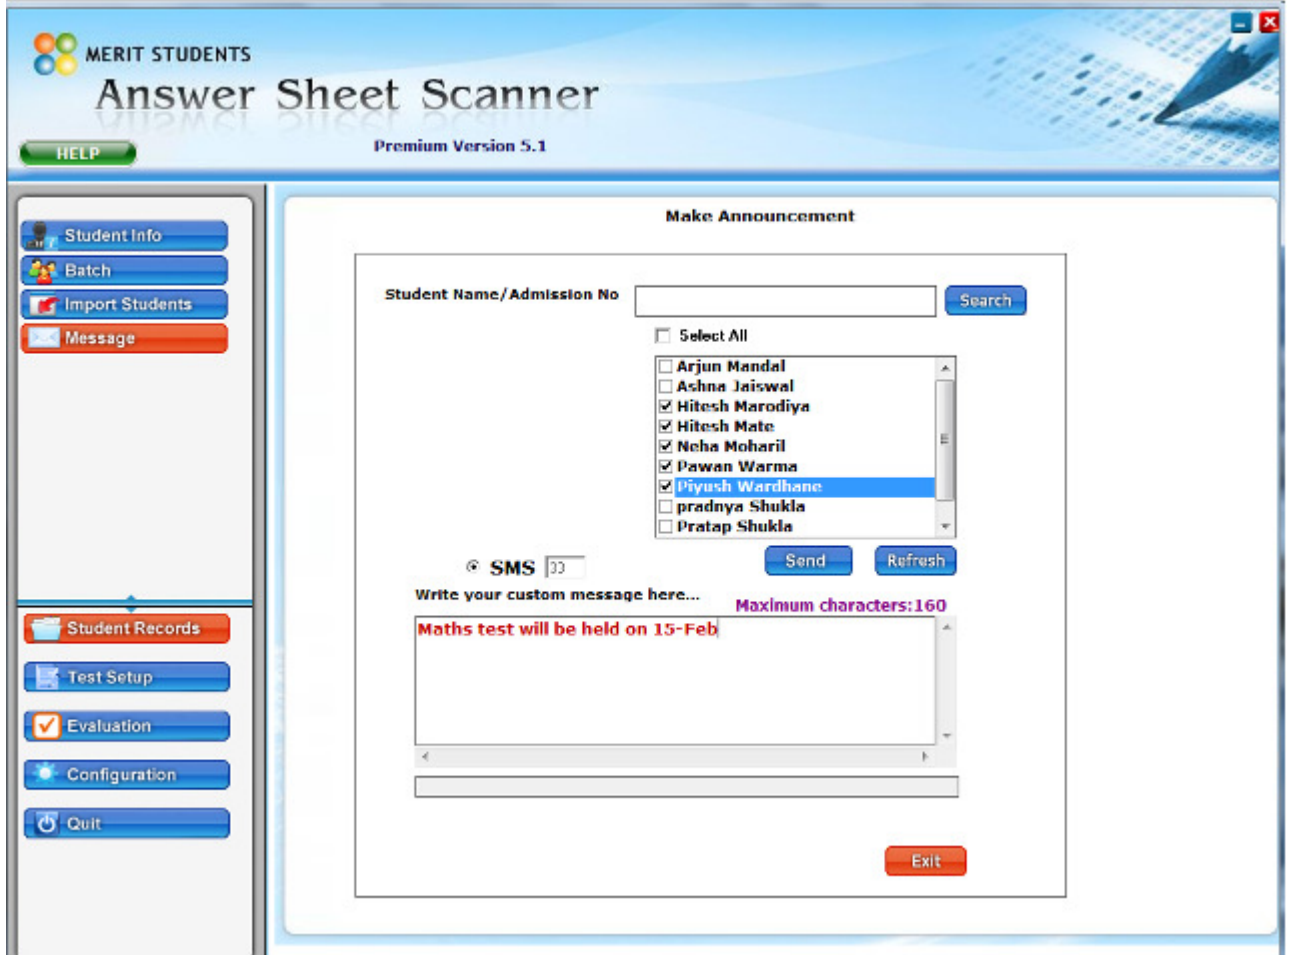 MERIT STUDENTS
Answer Sheet Scanner
Premium Version 5.1
HELP
Student Info
Batch
Import Students
Message
Student Records
Test Setup
Evaluation
Configuration
Quit
Make Announcement
Student Name/Admission No
Search
Select All
Arjun Mandal
Ashna Jaiswal
Hitesh Marodiya
Hitesh Mate
Neha Moharil
Pawan Warma
Piyush Wardhane
pradnya Shukla
Pratap Shukla
SMS 33
Send Refresh
Write your custom message here...
Maximum characters:160
Maths test will be held on 15-Feb
Exit